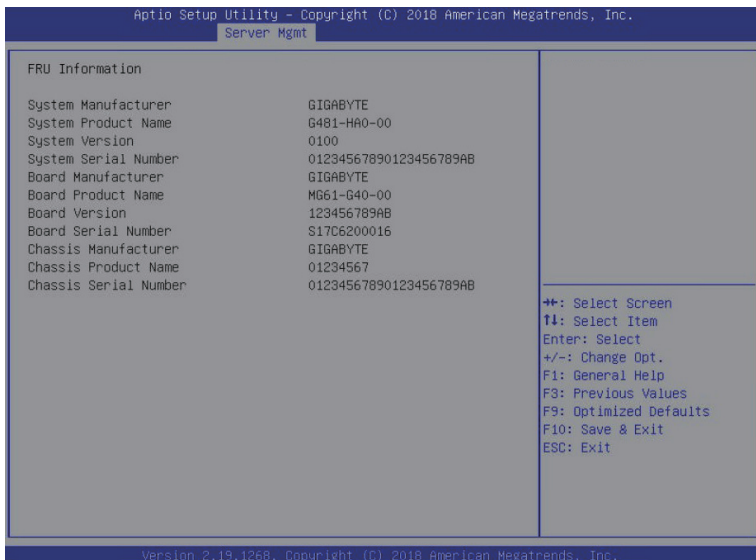 Aptio Setup Utility – Copyright (C) 2018 American Megatrends, Inc.
Server Mgmt
FRU Information
System Manufacturer GIGABYTE
System Product Name G481-HA0-00
System Version 0100
System Serial Number 01234567890123456789AB
Board Manufacturer GIGABYTE
Board Product Name MG61-G40-00
Board Version 123456789AB
Board Serial Number S17C6200016
Chassis Manufacturer GIGABYTE
Chassis Product Name 01234567
Chassis Serial Number 01234567890123456789AB
→←: Select Screen
↑↓: Select Item
Enter: Select
+/-: Change Opt.
F1: General Help
F3: Previous Values
F9: Optimized Defaults
F10: Save & Exit
ESC: Exit
Version 2.19.1268. Copyright (C) 2018 American Megatrends, Inc.